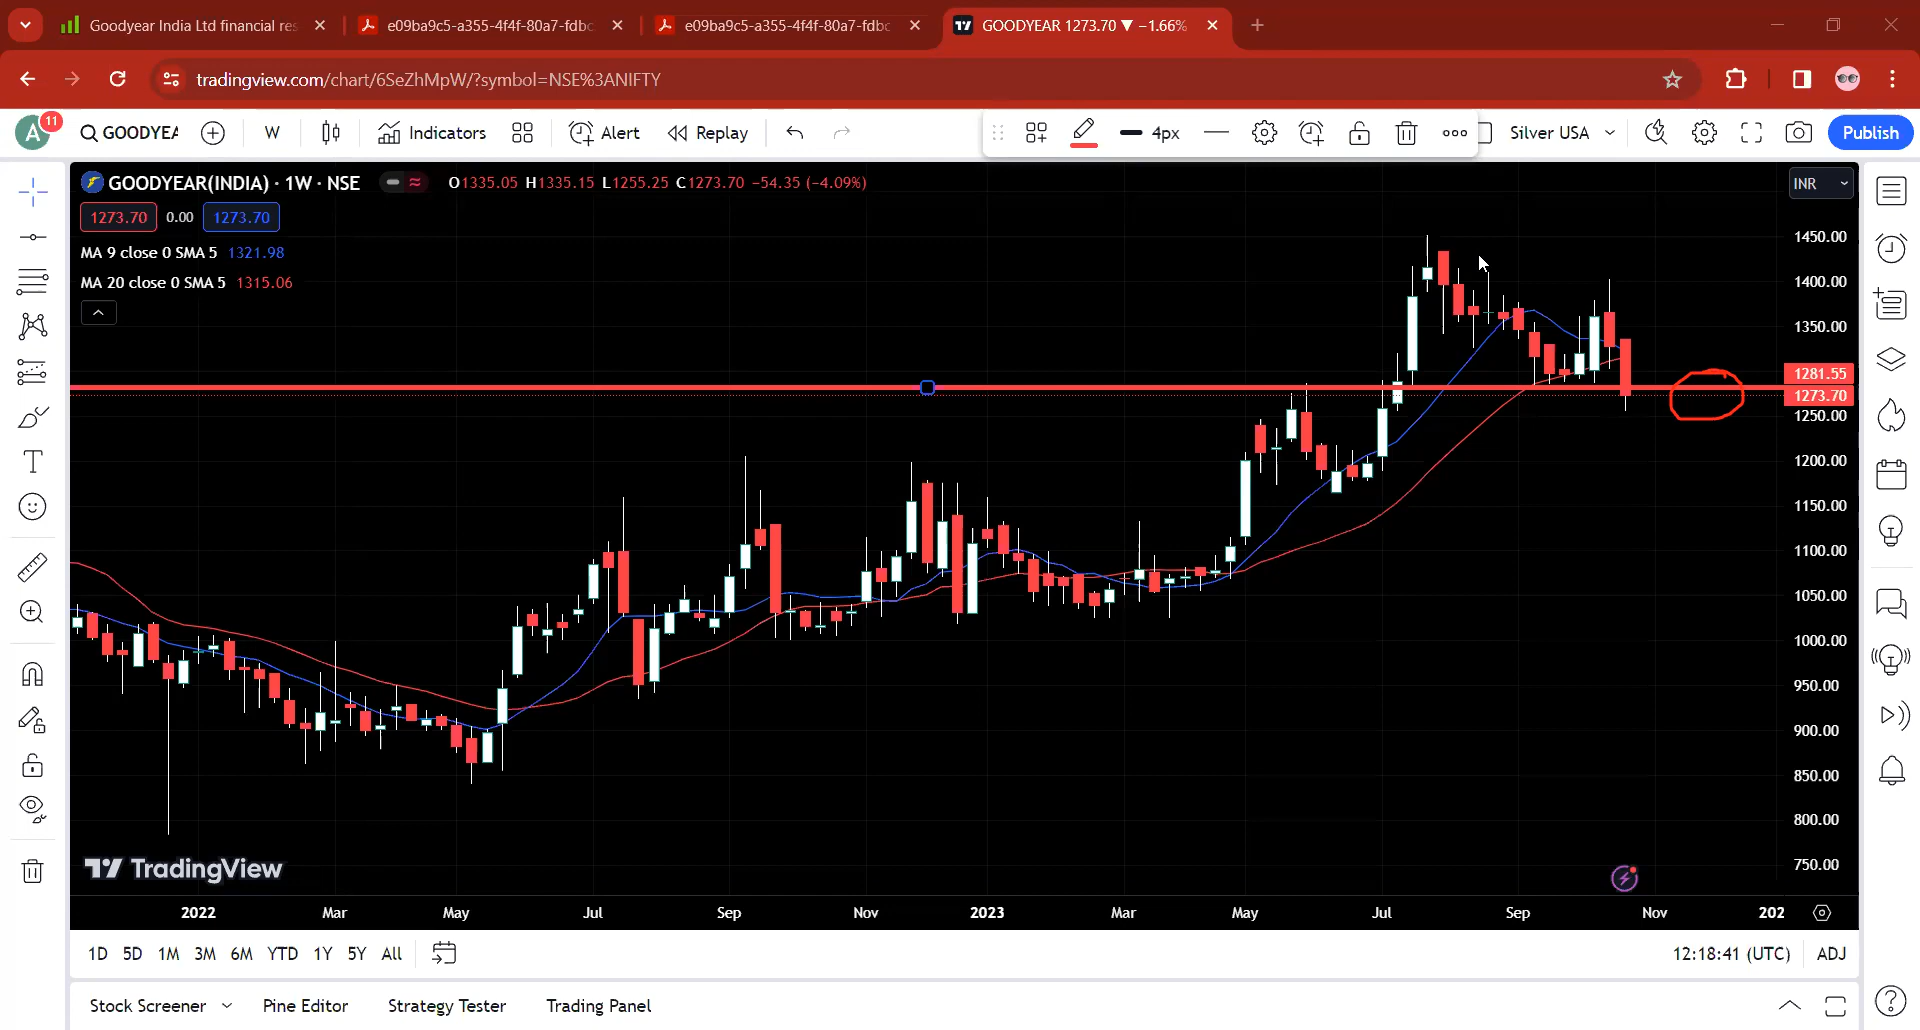 Goodyear India Ltd financial res
e09ba9c5-a355-4f4f-80a7-fdbc
e09ba9c5-a355-4f4f-80a7-fdbc
GOODYEAR 1273.70 ▼ −1.66%
tradingview.com/chart/6SeZhMpW/?symbol=NSE%3ANIFTY
A 11 GOODYEA W Indicators Alert Replay 4px Silver USA Publish
GOODYEAR(INDIA) · 1W · NSE O1335.05 H1335.15 L1255.25 C1273.70 −54.35 (−4.09%) INR
1273.70 0.00 1273.70
MA 9 close 0 SMA 5 1321.98
MA 20 close 0 SMA 5 1315.06
1450.00
1400.00
1350.00
1281.55
1273.70
1250.00
1200.00
1150.00
1100.00
1050.00
1000.00
950.00
900.00
850.00
800.00
750.00
TradingView
2022 Mar May Jul Sep Nov 2023 Mar May Jul Sep Nov 202
1D 5D 1M 3M 6M YTD 1Y 5Y All 12:18:41 (UTC) ADJ
Stock Screener Pine Editor Strategy Tester Trading Panel